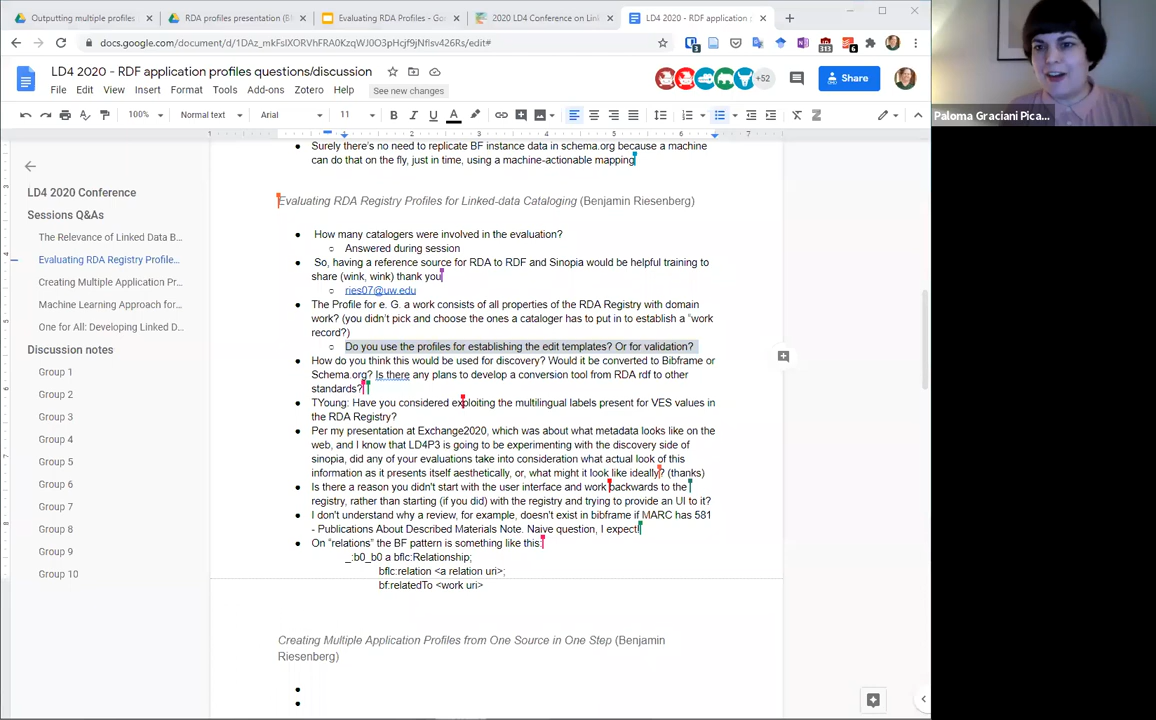 Outputting multiple profiles
RDA profiles presentation (B
Evaluating RDA Profiles - Go
2020 LD4 Conference on Lin
LD4 2020 - RDF application
docs.google.com/document/d/1DAz_mkFslXORVhFRA0KzqWJ0O3pHcjf9jNflsv426Rs/edit#
LD4 2020 - RDF application profiles questions/discussion
File Edit View Insert Format Tools Add-ons Zotero Help
See new changes
+52
Share
100%
Normal text
Arial
11
Paloma Graciani Pica...
LD4 2020 Conference
Sessions Q&As
The Relevance of Linked Data B...
Evaluating RDA Registry Profile...
Creating Multiple Application Pr...
Machine Learning Approach for...
One for All: Developing Linked D...
Discussion notes
Group 1
Group 2
Group 3
Group 4
Group 5
Group 6
Group 7
Group 8
Group 9
Group 10
Surely there's no need to replicate BF instance data in schema.org because a machine
can do that on the fly, just in time, using a machine-actionable mapping
Evaluating RDA Registry Profiles for Linked-data Cataloging (Benjamin Riesenberg)
How many catalogers were involved in the evaluation?
Answered during session
So, having a reference source for RDA to RDF and Sinopia would be helpful training to
share (wink, wink) thank you
ries07@uw.edu
The Profile for e. G. a work consists of all properties of the RDA Registry with domain
work? (you didn't pick and choose the ones a cataloger has to put in to establish a "work
record?)
Do you use the profiles for establishing the edit templates? Or for validation?
How do you think this would be used for discovery? Would it be converted to Bibframe or
Schema.org? Is there any plans to develop a conversion tool from RDA rdf to other
standards?
TYoung: Have you considered exploiting the multilingual labels present for VES values in
the RDA Registry?
Per my presentation at Exchange2020, which was about what metadata looks like on the
web, and I know that LD4P3 is going to be experimenting with the discovery side of
sinopia, did any of your evaluations take into consideration what actual look of this
information as it presents itself aesthetically, or, what might it look like ideally? (thanks)
Is there a reason you didn't start with the user interface and work backwards to the
registry, rather than starting (if you did) with the registry and trying to provide an UI to it?
I don't understand why a review, for example, doesn't exist in bibframe if MARC has 581
- Publications About Described Materials Note. Naive question, I expect!
On "relations" the BF pattern is something like this:
_:b0_b0 a bflc:Relationship;
bflc:relation <a relation uri>;
bf:relatedTo <work uri>
Creating Multiple Application Profiles from One Source in One Step (Benjamin
Riesenberg)